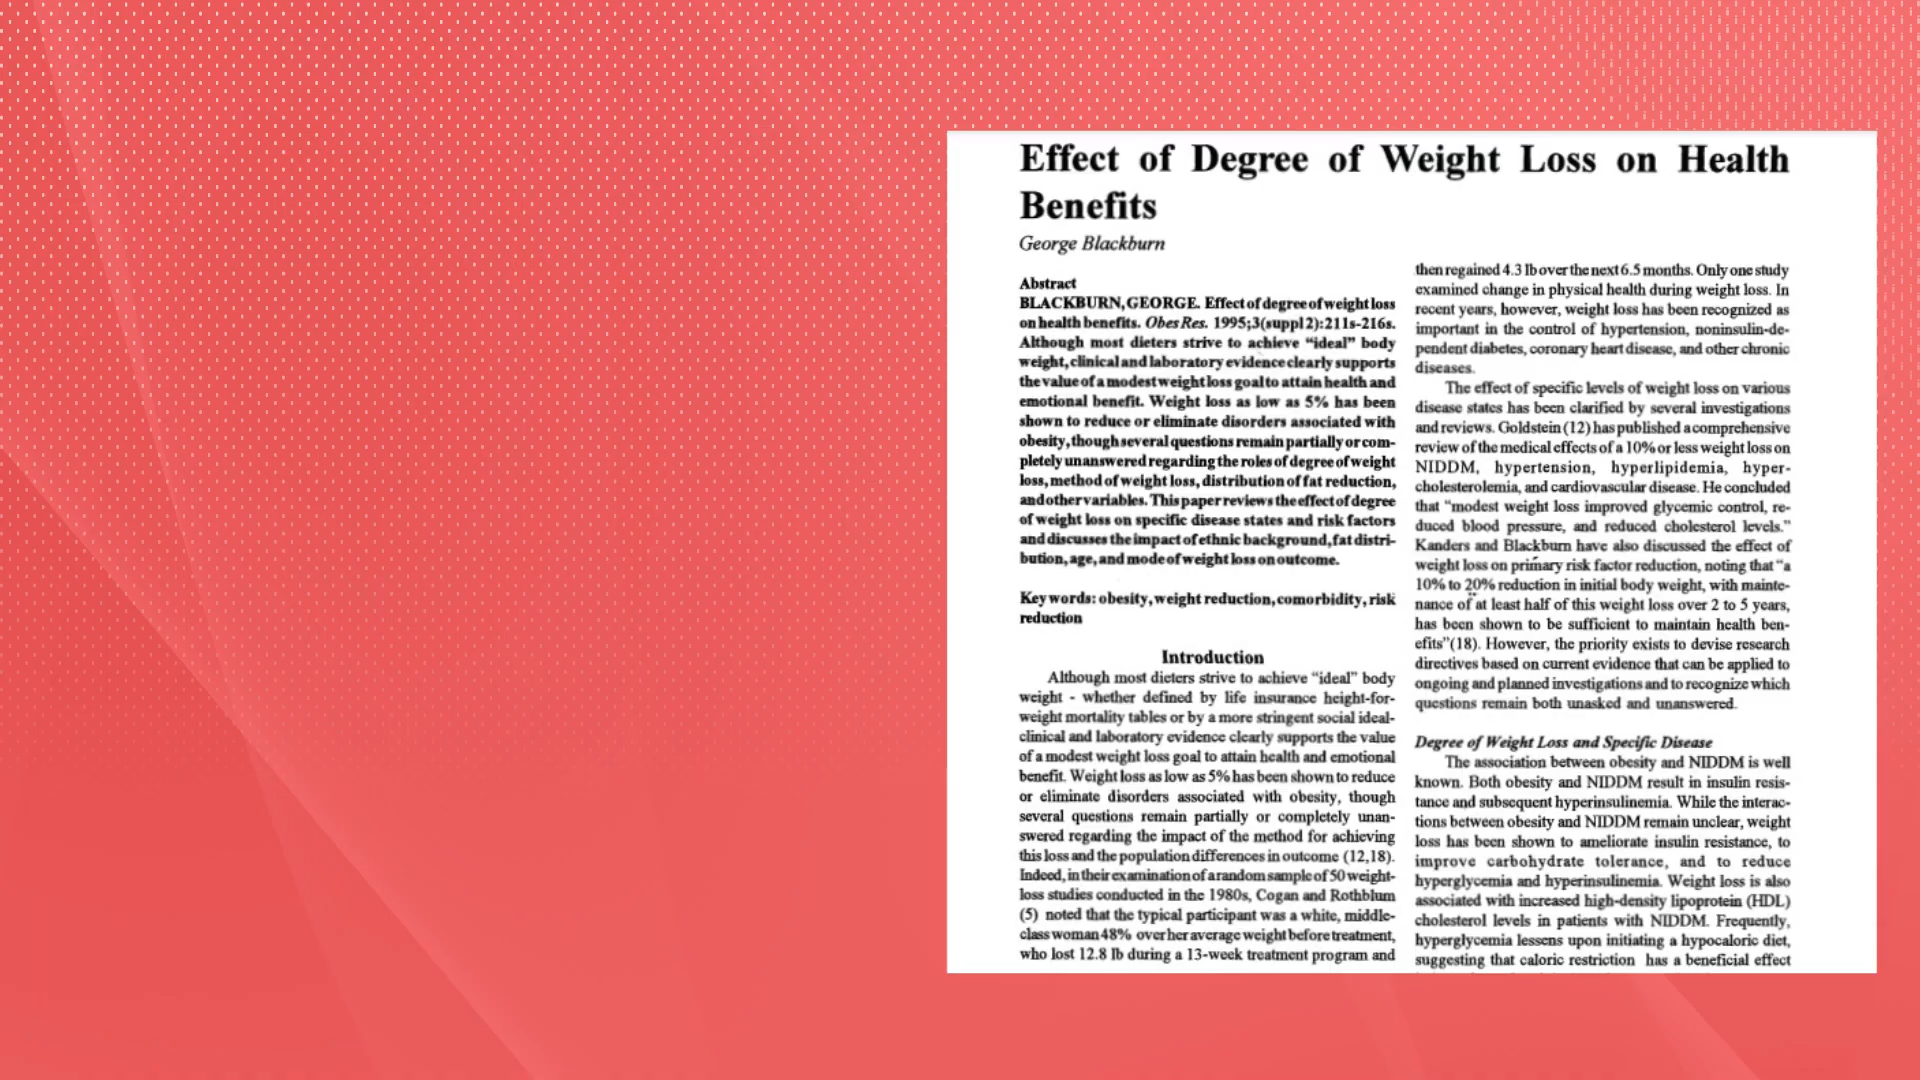 Effect of Degree of Weight Loss on Health
Benefits
George Blackburn
Abstract
BLACKBURN, GEORGE. Effect of degree of weight loss
on health benefits. Obes Res. 1995;3(suppl 2):211s-216s.
Although most dieters strive to achieve “ideal” body
weight, clinical and laboratory evidence clearly supports
the value of a modest weight loss goal to attain health and
emotional benefit. Weight loss as low as 5% has been
shown to reduce or eliminate disorders associated with
obesity, though several questions remain partially or com-
pletely unanswered regarding the roles of degree of weight
loss, method of weight loss, distribution of fat reduction,
and other variables. This paper reviews the effect of degree
of weight loss on specific disease states and risk factors
and discusses the impact of ethnic background, fat distri-
bution, age, and mode of weight loss on outcome.
Key words: obesity, weight reduction, comorbidity, risk
reduction
Introduction
Although most dieters strive to achieve “ideal” body
weight - whether defined by life insurance height-for-
weight mortality tables or by a more stringent social ideal-
clinical and laboratory evidence clearly supports the value
of a modest weight loss goal to attain health and emotional
benefit. Weight loss as low as 5% has been shown to reduce
or eliminate disorders associated with obesity, though
several questions remain partially or completely unan-
swered regarding the impact of the method for achieving
this loss and the population differences in outcome (12,18).
Indeed, in their examination of a random sample of 50 weight-
loss studies conducted in the 1980s, Cogan and Rothblum
(5) noted that the typical participant was a white, middle-
class woman 48% over her average weight before treatment,
who lost 12.8 lb during a 13-week treatment program and
then regained 4.3 lb over the next 6.5 months. Only one study
examined change in physical health during weight loss. In
recent years, however, weight loss has been recognized as
important in the control of hypertension, noninsulin-de-
pendent diabetes, coronary heart disease, and other chronic
diseases.
The effect of specific levels of weight loss on various
disease states has been clarified by several investigations
and reviews. Goldstein (12) has published a comprehensive
review of the medical effects of a 10% or less weight loss on
NIDDM, hypertension, hyperlipidemia, hyper-
cholesterolemia, and cardiovascular disease. He concluded
that “modest weight loss improved glycemic control, re-
duced blood pressure, and reduced cholesterol levels.”
Kanders and Blackburn have also discussed the effect of
weight loss on primary risk factor reduction, noting that “a
10% to 20% reduction in initial body weight, with mainte-
nance of at least half of this weight loss over 2 to 5 years,
has been shown to be sufficient to maintain health ben-
efits”(18). However, the priority exists to devise research
directives based on current evidence that can be applied to
ongoing and planned investigations and to recognize which
questions remain both unasked and unanswered.
Degree of Weight Loss and Specific Disease
The association between obesity and NIDDM is well
known. Both obesity and NIDDM result in insulin resis-
tance and subsequent hyperinsulinemia. While the interac-
tions between obesity and NIDDM remain unclear, weight
loss has been shown to ameliorate insulin resistance, to
improve carbohydrate tolerance, and to reduce
hyperglycemia and hyperinsulinemia. Weight loss is also
associated with increased high-density lipoprotein (HDL)
cholesterol levels in patients with NIDDM. Frequently,
hyperglycemia lessens upon initiating a hypocaloric diet,
suggesting that caloric restriction has a beneficial effect